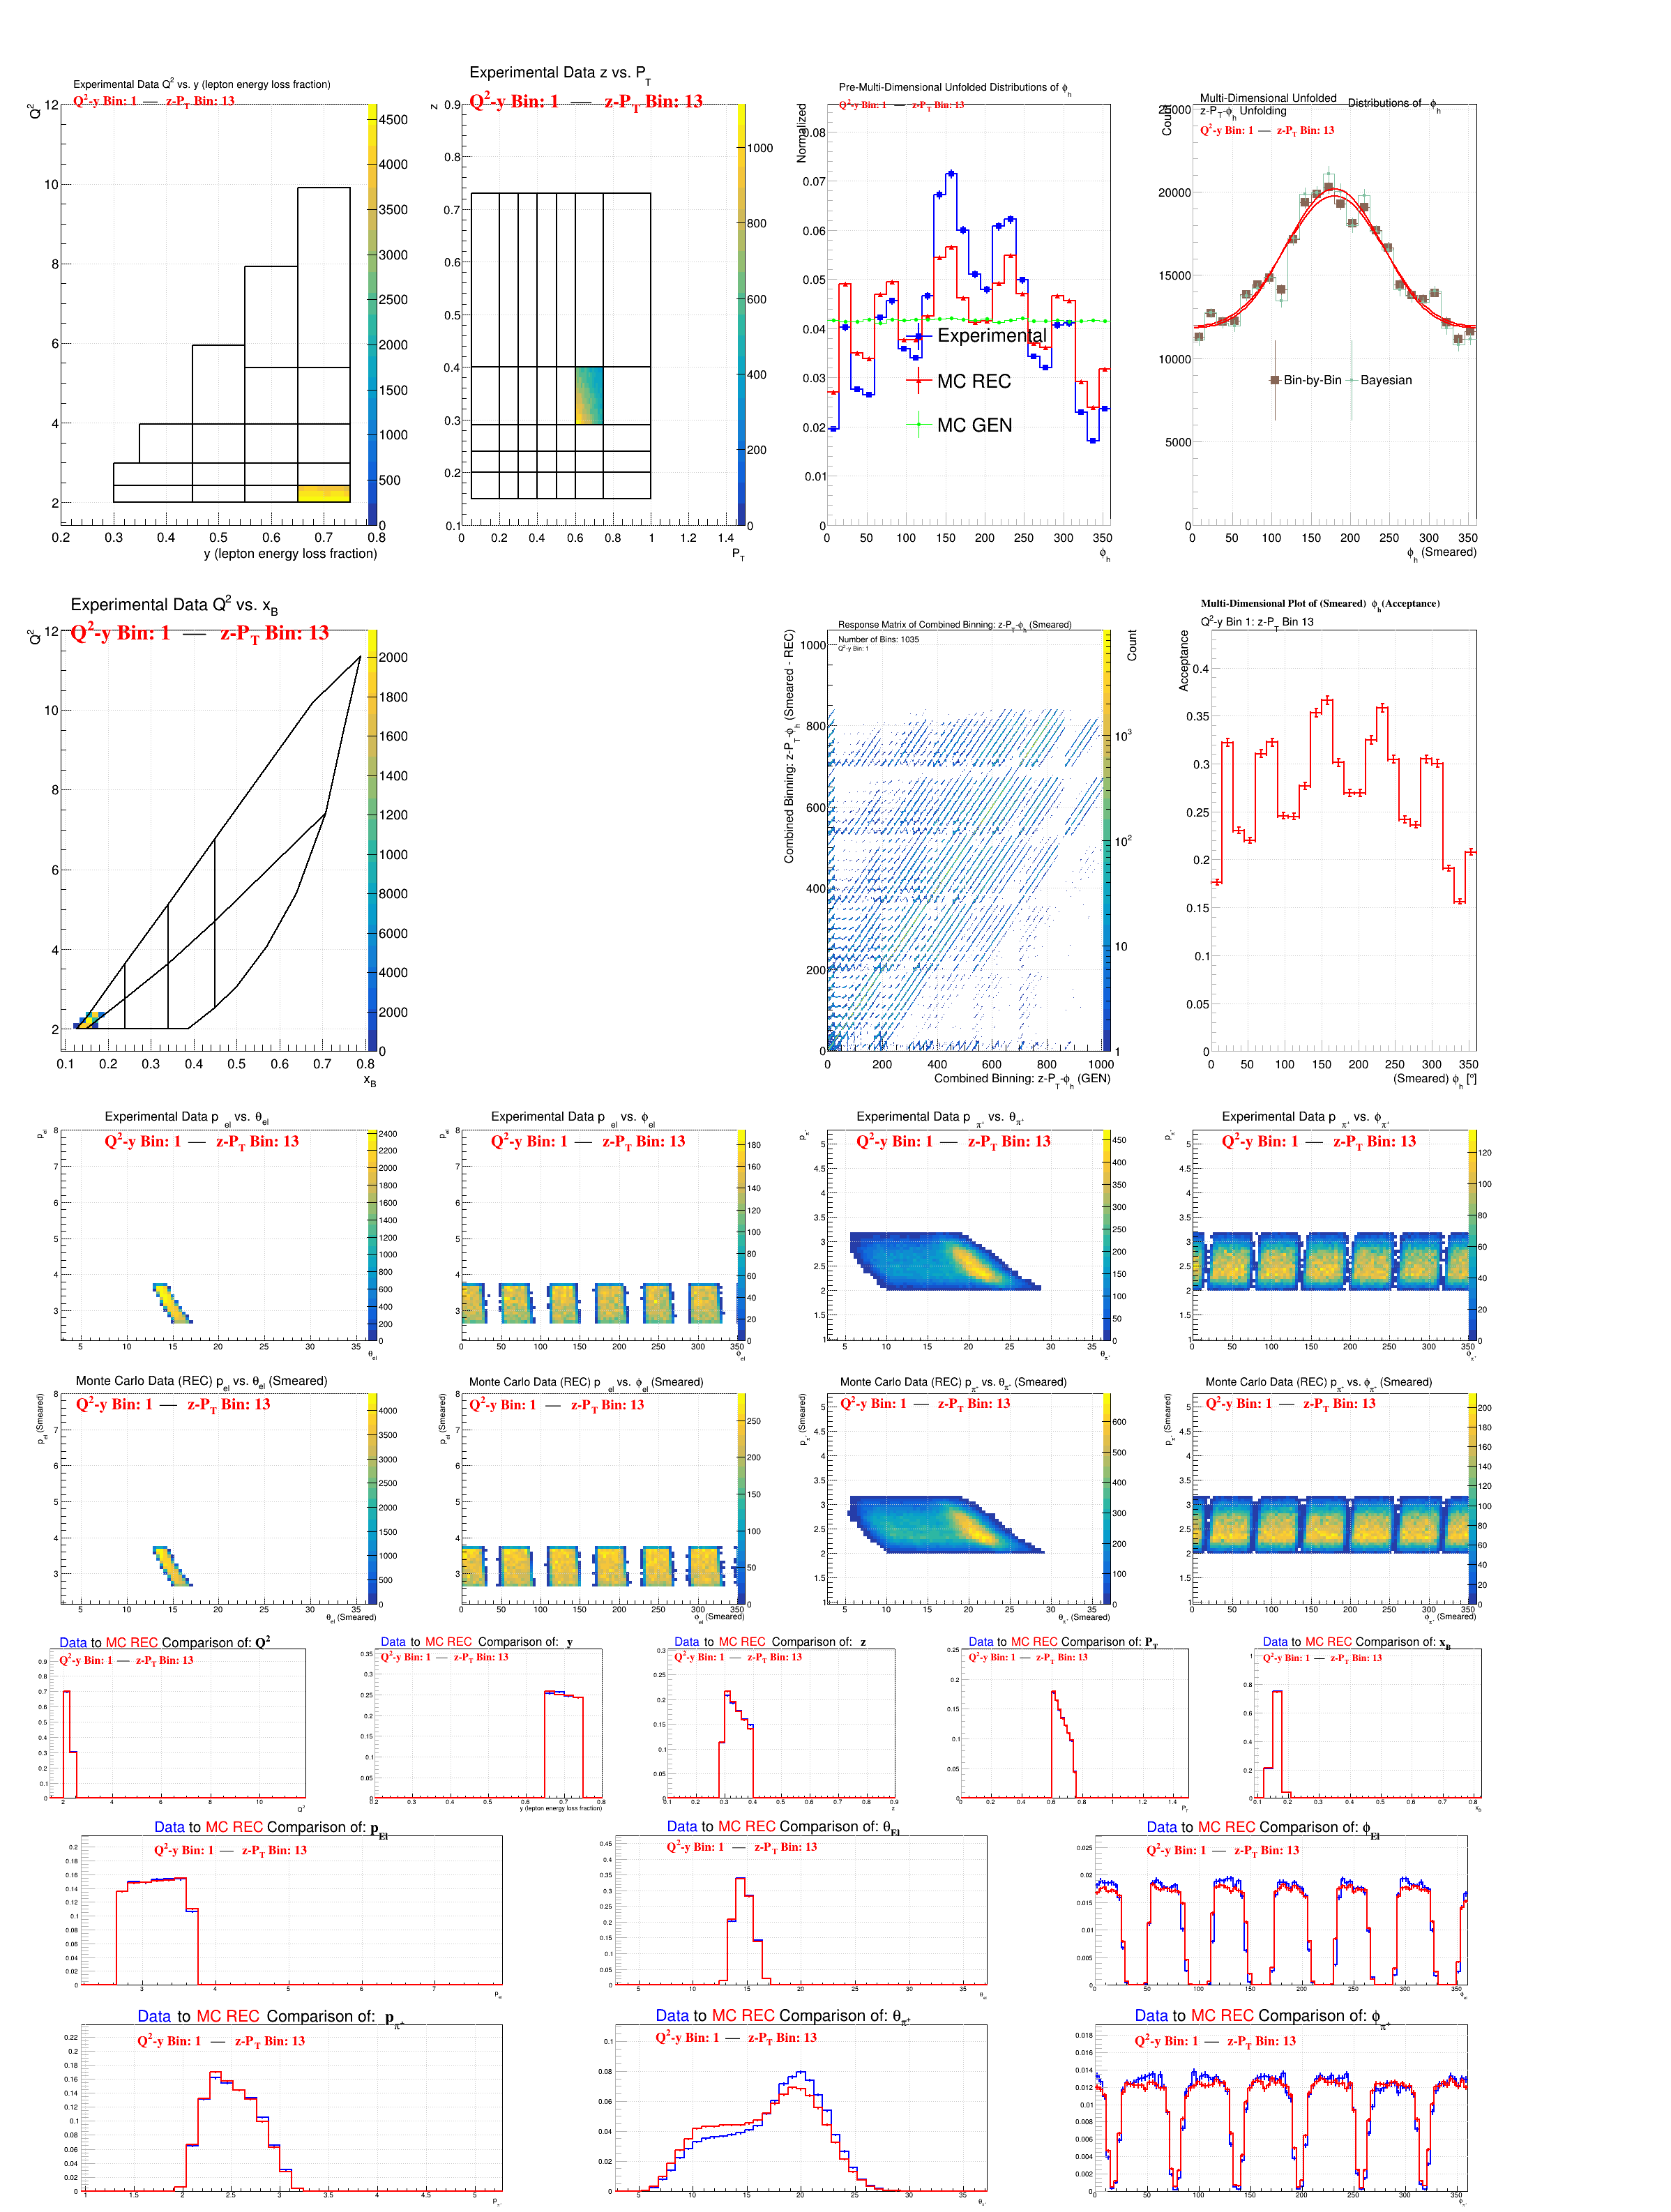 Experimental Data Q² vs. y (lepton energy loss fraction)
Q²-y Bin: 1 — z-P_T Bin: 13
Q²
y (lepton energy loss fraction)
Experimental Data z vs. P_T
Q²-y Bin: 1 — z-P_T Bin: 13
z
P_T
Pre-Multi-Dimensional Unfolded Distributions of ϕ_h
Q²-y Bin: 1 — z-P_T Bin: 13
Normalized
Experimental
MC REC
MC GEN
ϕ_h
Multi-Dimensional Unfolded Distributions of ϕ_h
z-P_T-ϕ_h Unfolding
Q²-y Bin: 1 — z-P_T Bin: 13
Bin-by-Bin
Bayesian
ϕ_h (Smeared)
Experimental Data Q² vs. x_B
Q²-y Bin: 1 — z-P_T Bin: 13
Q²
x_B
Response Matrix of Combined Binning: z-P_T-ϕ_h (Smeared)
Number of Bins: 1035
Q²-y Bin: 1
Combined Binning: z-P_T-ϕ_h (Smeared - REC)
Count
Combined Binning: z-P_T-ϕ_h (GEN)
Multi-Dimensional Plot of (Smeared) ϕ_h (Acceptance)
Q²-y Bin 1: z-P_T Bin 13
Acceptance
(Smeared) ϕ_h [°]
Experimental Data p_el vs. θ_el
Q²-y Bin: 1 — z-P_T Bin: 13
p_el
θ_el
Experimental Data p_el vs. ϕ_el
Q²-y Bin: 1 — z-P_T Bin: 13
p_el
ϕ_el
Experimental Data p_π⁺ vs. θ_π⁺
Q²-y Bin: 1 — z-P_T Bin: 13
p_π⁺
θ_π⁺
Experimental Data p_π⁺ vs. ϕ_π⁺
Q²-y Bin: 1 — z-P_T Bin: 13
p_π⁺
ϕ_π⁺
Monte Carlo Data (REC) p_el vs. θ_el (Smeared)
Q²-y Bin: 1 — z-P_T Bin: 13
p_el (Smeared)
θ_el (Smeared)
Monte Carlo Data (REC) p_el vs. ϕ_el (Smeared)
Q²-y Bin: 1 — z-P_T Bin: 13
p_el (Smeared)
ϕ_el (Smeared)
Monte Carlo Data (REC) p_π⁺ vs. θ_π⁺ (Smeared)
Q²-y Bin: 1 — z-P_T Bin: 13
p_π⁺ (Smeared)
θ_π⁺ (Smeared)
Monte Carlo Data (REC) p_π⁺ vs. ϕ_π⁺ (Smeared)
Q²-y Bin: 1 — z-P_T Bin: 13
p_π⁺ (Smeared)
ϕ_π⁺ (Smeared)
Data to MC REC Comparison of: Q²
Q²-y Bin: 1 — z-P_T Bin: 13
Q²
Data to MC REC Comparison of: y
Q²-y Bin: 1 — z-P_T Bin: 13
y (lepton energy loss fraction)
Data to MC REC Comparison of: z
Q²-y Bin: 1 — z-P_T Bin: 13
z
Data to MC REC Comparison of: P_T
Q²-y Bin: 1 — z-P_T Bin: 13
P_T
Data to MC REC Comparison of: x_B
Q²-y Bin: 1 — z-P_T Bin: 13
x_B
Data to MC REC Comparison of: p_El
Q²-y Bin: 1 — z-P_T Bin: 13
p_el
Data to MC REC Comparison of: θ_El
Q²-y Bin: 1 — z-P_T Bin: 13
θ_el
Data to MC REC Comparison of: ϕ_El
Q²-y Bin: 1 — z-P_T Bin: 13
ϕ_el
Data to MC REC Comparison of: p_π⁺
Q²-y Bin: 1 — z-P_T Bin: 13
Data to MC REC Comparison of: θ_π⁺
Q²-y Bin: 1 — z-P_T Bin: 13
Data to MC REC Comparison of: ϕ_π⁺
Q²-y Bin: 1 — z-P_T Bin: 13